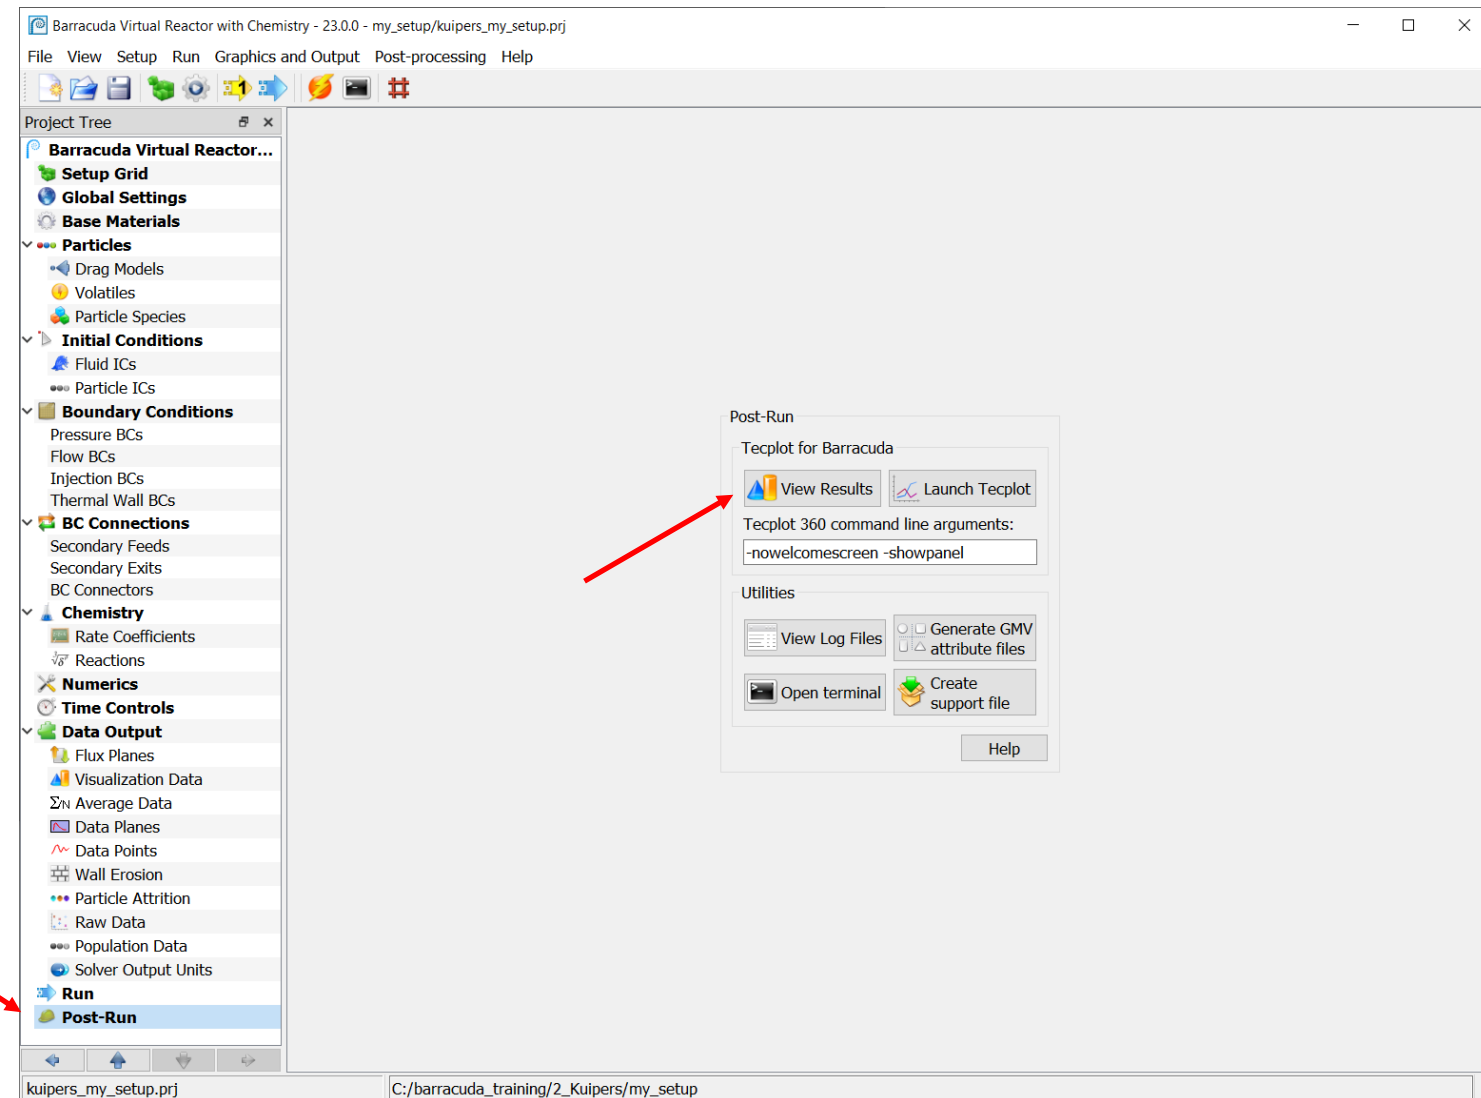 Barracuda Virtual Reactor with Chemistry - 23.0.0 - my_setup/kuipers_my_setup.prj
File View Setup Run Graphics and Output Post-processing Help
1
Project Tree
Barracuda Virtual Reactor...
Setup Grid
Global Settings
Base Materials
Particles
Drag Models
Volatiles
Particle Species
Initial Conditions
Fluid ICs
Particle ICs
Boundary Conditions
Pressure BCs
Flow BCs
Injection BCs
Thermal Wall BCs
BC Connections
Secondary Feeds
Secondary Exits
BC Connectors
Chemistry
Rate Coefficients
Reactions
Numerics
Time Controls
Data Output
Flux Planes
Visualization Data
Σ/N Average Data
Data Planes
Data Points
Wall Erosion
Particle Attrition
Raw Data
Population Data
Solver Output Units
Run
Post-Run
Post-Run
Tecplot for Barracuda
View Results Launch Tecplot
Tecplot 360 command line arguments:
-nowelcomescreen -showpanel
Utilities
View Log Files
Generate GMV
attribute files
Open terminal
Create
support file
Help
kuipers_my_setup.prj C:/barracuda_training/2_Kuipers/my_setup